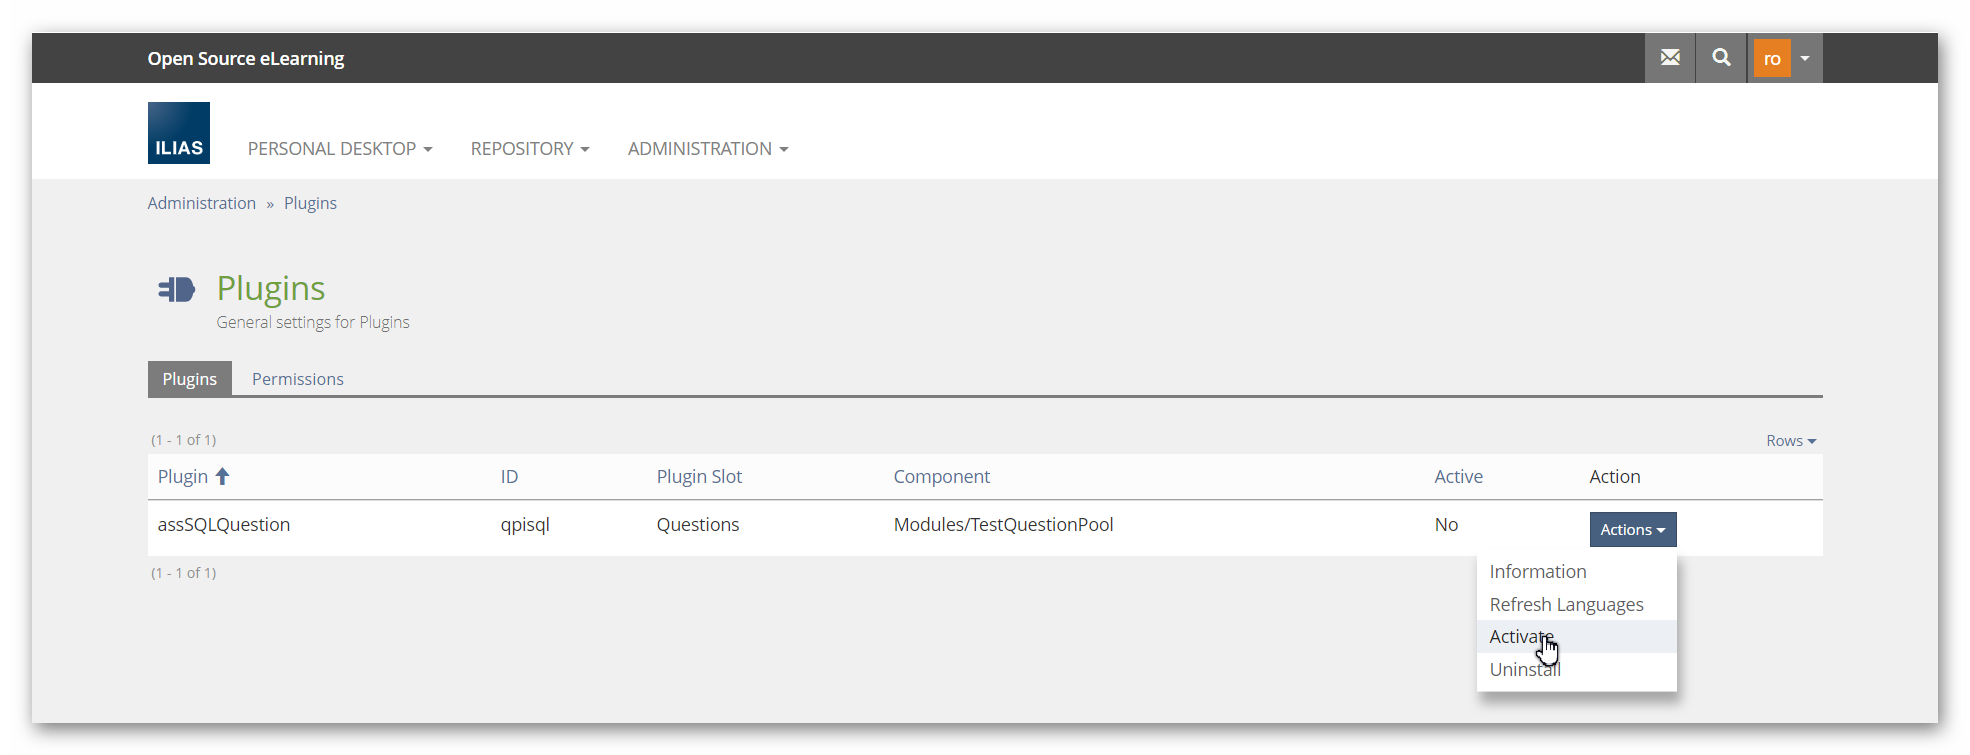 Open Source eLearning
ro
ILIAS
PERSONAL DESKTOP REPOSITORY ADMINISTRATION
Administration » Plugins
Plugins
General settings for Plugins
Plugins Permissions
(1 - 1 of 1) Rows
Plugin ID Plugin Slot Component Active Action
assSQLQuestion qpisql Questions Modules/TestQuestionPool No Actions
(1 - 1 of 1)
Information
Refresh Languages
Activate
Uninstall